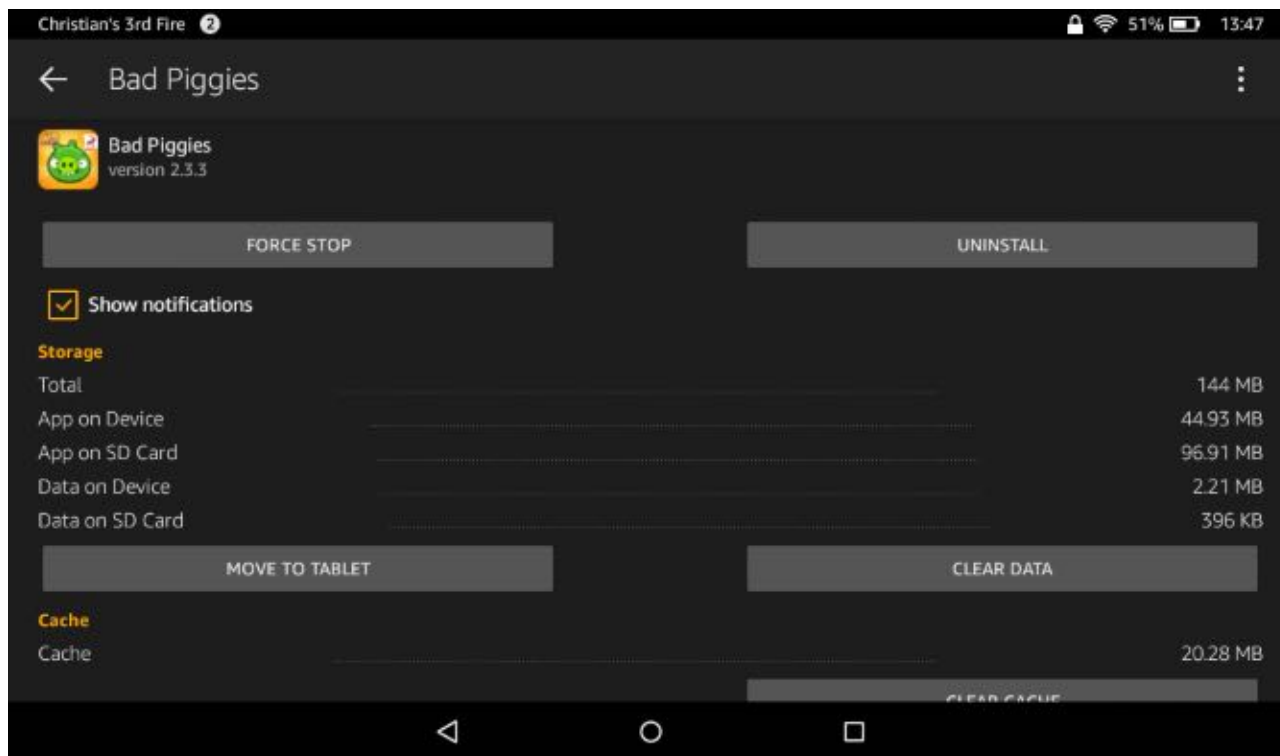 Christian's 3rd Fire 2 51% 13:47
Bad Piggies
Bad Piggies
version 2.3.3
FORCE STOP UNINSTALL
Show notifications
Storage
Total 144 MB
App on Device 44.93 MB
App on SD Card 96.91 MB
Data on Device 2.21 MB
Data on SD Card 396 KB
MOVE TO TABLET CLEAR DATA
Cache
Cache 20.28 MB
CLEAR CACHE